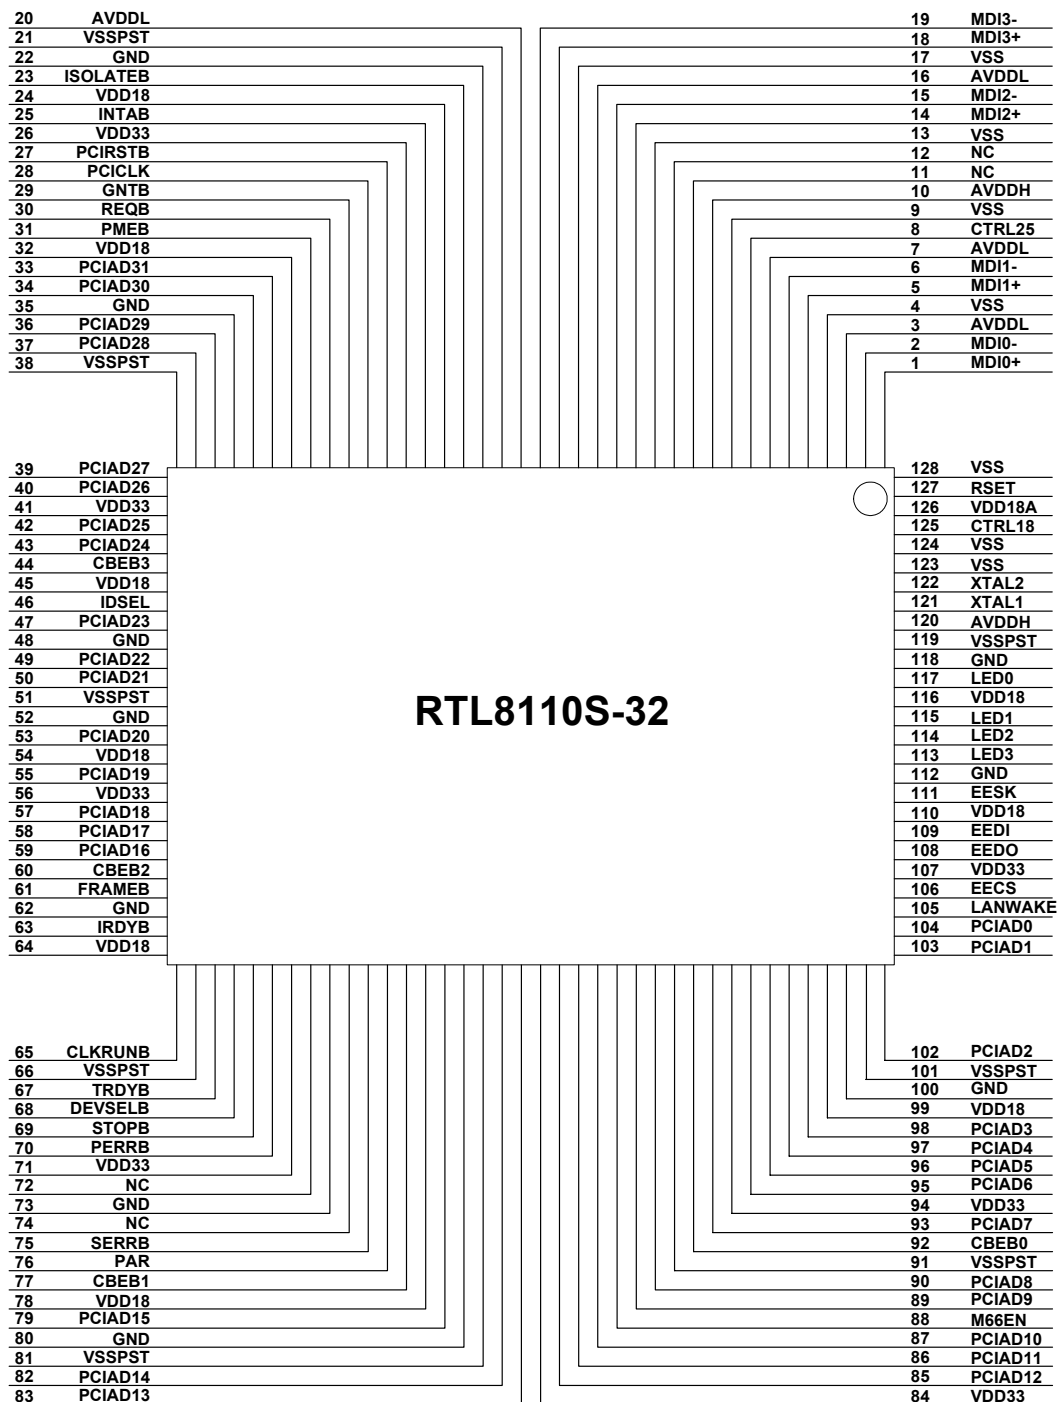 20 AVDDL
21 VSSPST
22 GND
23 ISOLATEB
24 VDD18
25 INTAB
26 VDD33
27 PCIRSTB
28 PCICLK
29 GNTB
30 REQB
31 PMEB
32 VDD18
33 PCIAD31
34 PCIAD30
35 GND
36 PCIAD29
37 PCIAD28
38 VSSPST
19 MDI3-
18 MDI3+
17 VSS
16 AVDDL
15 MDI2-
14 MDI2+
13 VSS
12 NC
11 NC
10 AVDDH
9 VSS
8 CTRL25
7 AVDDL
6 MDI1-
5 MDI1+
4 VSS
3 AVDDL
2 MDI0-
1 MDI0+
39 PCIAD27
40 PCIAD26
41 VDD33
42 PCIAD25
43 PCIAD24
44 CBEB3
45 VDD18
46 IDSEL
47 PCIAD23
48 GND
49 PCIAD22
50 PCIAD21
51 VSSPST
52 GND
53 PCIAD20
54 VDD18
55 PCIAD19
56 VDD33
57 PCIAD18
58 PCIAD17
59 PCIAD16
60 CBEB2
61 FRAMEB
62 GND
63 IRDYB
64 VDD18
RTL8110S-32
128 VSS
127 RSET
126 VDD18A
125 CTRL18
124 VSS
123 VSS
122 XTAL2
121 XTAL1
120 AVDDH
119 VSSPST
118 GND
117 LED0
116 VDD18
115 LED1
114 LED2
113 LED3
112 GND
111 EESK
110 VDD18
109 EEDI
108 EEDO
107 VDD33
106 EECS
105 LANWAKE
104 PCIAD0
103 PCIAD1
65 CLKRUNB
66 VSSPST
67 TRDYB
68 DEVSELB
69 STOPB
70 PERRB
71 VDD33
72 NC
73 GND
74 NC
75 SERRB
76 PAR
77 CBEB1
78 VDD18
79 PCIAD15
80 GND
81 VSSPST
82 PCIAD14
83 PCIAD13
102 PCIAD2
101 VSSPST
100 GND
99 VDD18
98 PCIAD3
97 PCIAD4
96 PCIAD5
95 PCIAD6
94 VDD33
93 PCIAD7
92 CBEB0
91 VSSPST
90 PCIAD8
89 PCIAD9
88 M66EN
87 PCIAD10
86 PCIAD11
85 PCIAD12
84 VDD33